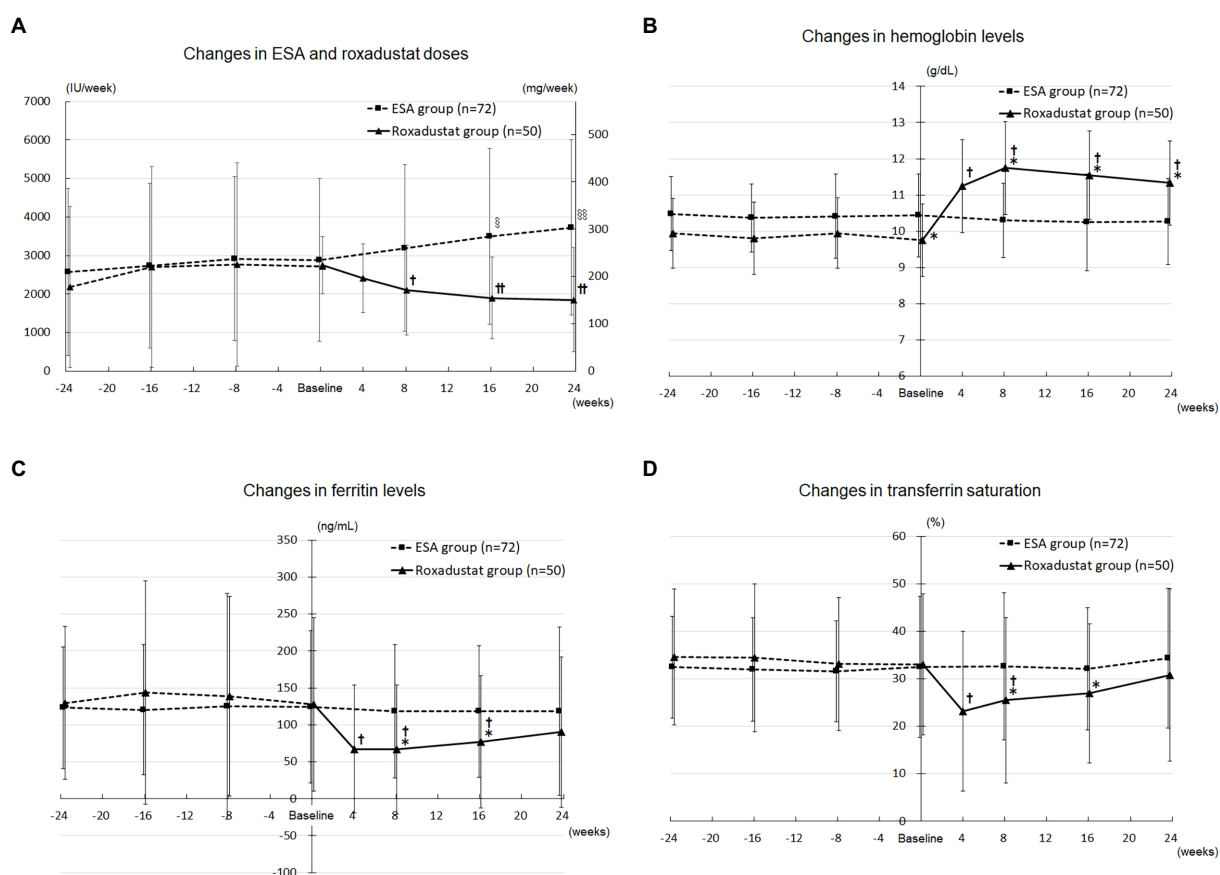 A
Changes in ESA and roxadustat doses
(IU/week)
(mg/week)
7000
6000
5000
4000
3000
2000
1000
0
500
400
300
200
100
0
ESA group (n=72)
Roxadustat group (n=50)
§§
§§§
†
††
††
-24 -20 -16 -12 -8 -4 Baseline 4 8 12 16 20 24
(weeks)
B
Changes in hemoglobin levels
(g/dL)
14
13
12
11
10
9
8
7
6
ESA group (n=72)
Roxadustat group (n=50)
*
†
†
*
†
*
†
*
-24 -20 -16 -12 -8 -4 Baseline 4 8 12 16 20 24
(weeks)
C
Changes in ferritin levels
(ng/mL)
350
300
250
200
150
100
50
0
-50
-100
ESA group (n=72)
Roxadustat group (n=50)
†
†
*
†
*
-24 -20 -16 -12 -8 -4 Baseline 4 8 12 16 20 24
(weeks)
D
Changes in transferrin saturation
(%)
60
50
40
30
20
10
0
ESA group (n=72)
Roxadustat group (n=50)
†
†
*
*
-24 -20 -16 -12 -8 -4 Baseline 4 8 12 16 20 24
(weeks)